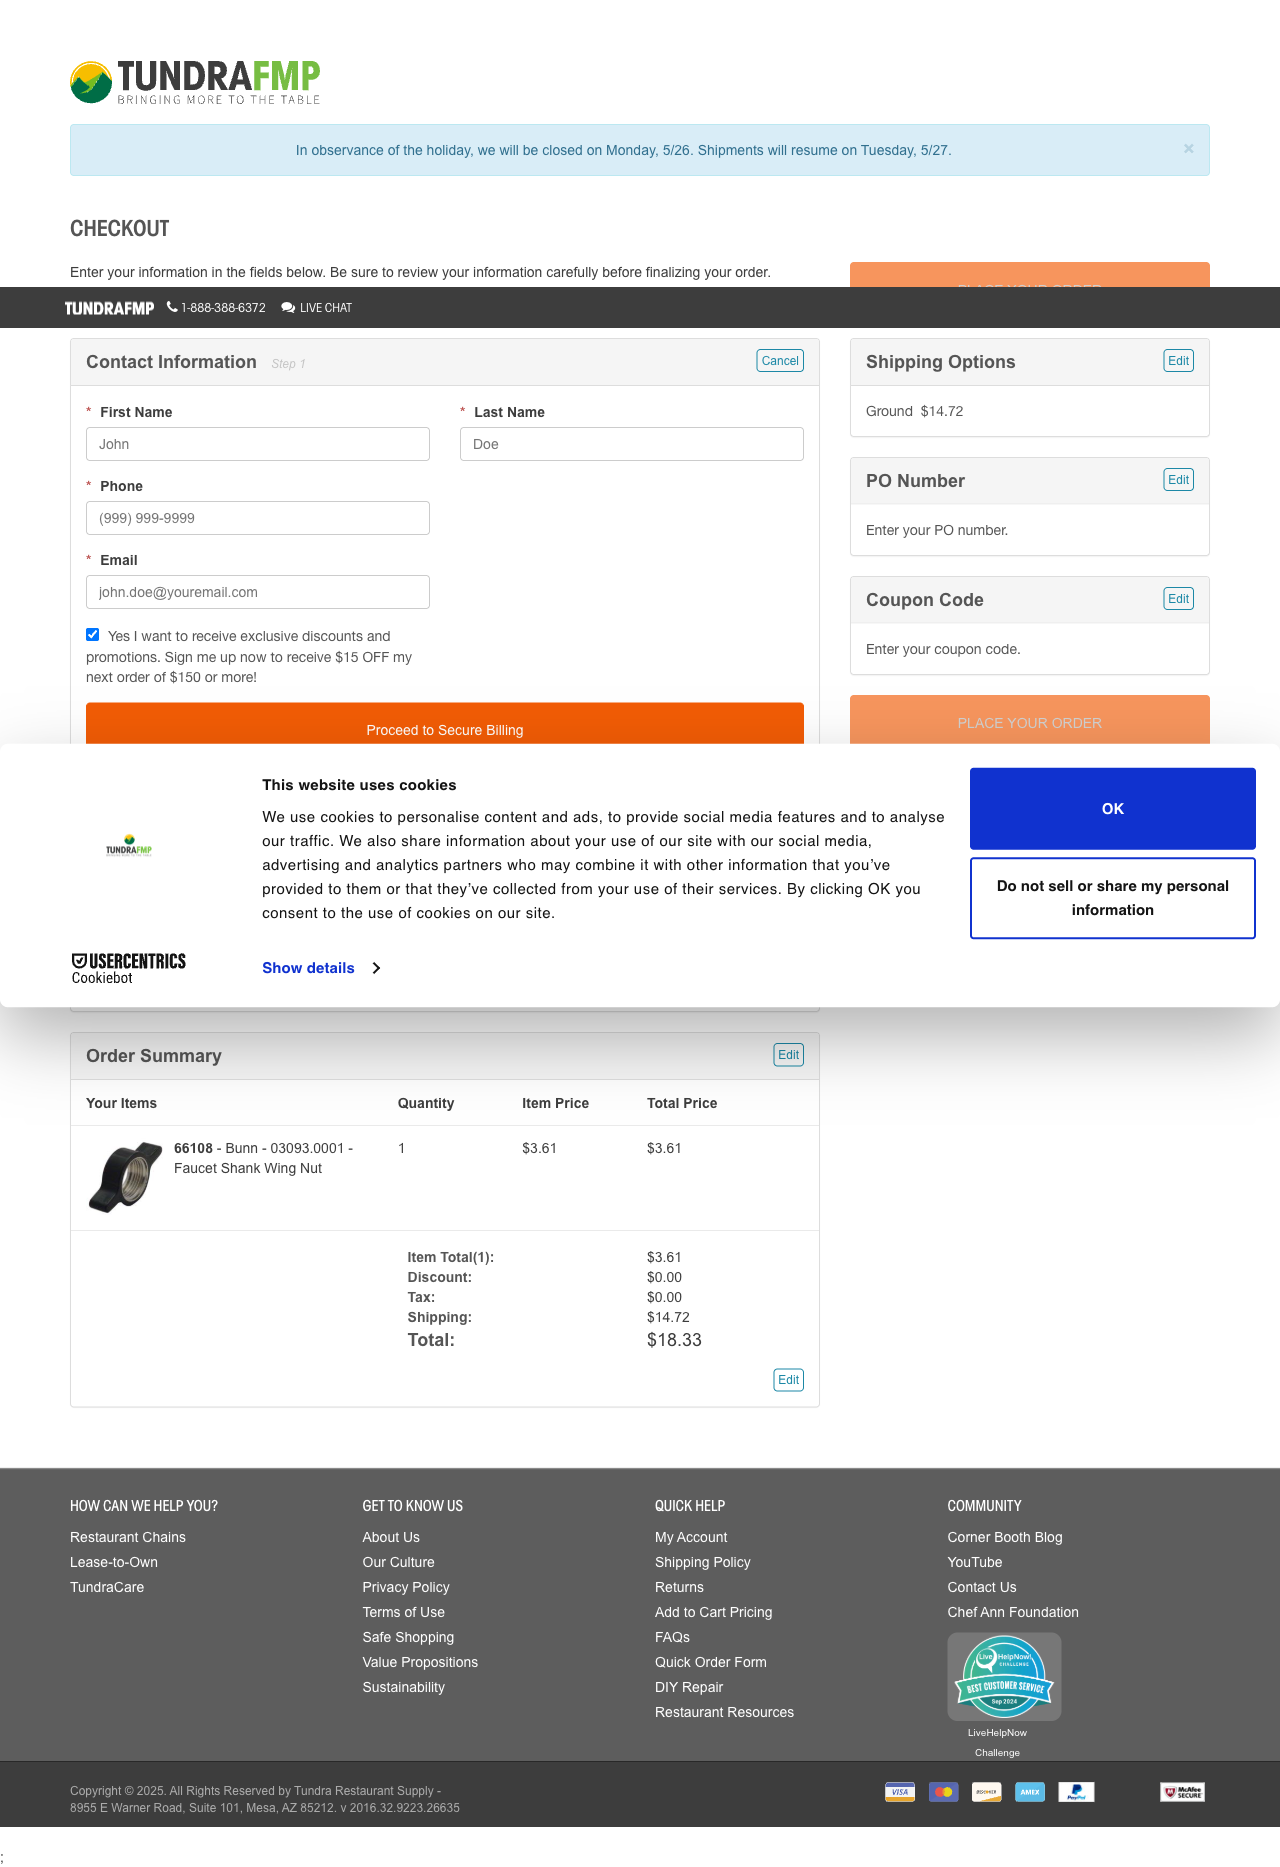 TUNDRAFMP
BRINGING MORE TO THE TABLE
In observance of the holiday, we will be closed on Monday, 5/26. Shipments will resume on Tuesday, 5/27.
×
CHECKOUT
Enter your information in the fields below. Be sure to review your information carefully before finalizing your order.
PLACE YOUR ORDER
TUNDRAFMP 1-888-388-6372 LIVE CHAT
Contact Information Step 1 Cancel
* First Name
John
* Last Name
Doe
* Phone
(999) 999-9999
* Email
john.doe@youremail.com
Yes I want to receive exclusive discounts and
promotions. Sign me up now to receive $15 OFF my
next order of $150 or more!
Proceed to Secure Billing
Shipping Options Edit
Ground $14.72
PO Number Edit
Enter your PO number.
Coupon Code Edit
Enter your coupon code.
PLACE YOUR ORDER
TUNDRAFMP
USERCENTRICS
Cookiebot
This website uses cookies
We use cookies to personalise content and ads, to provide social media features and to analyse
our traffic. We also share information about your use of our site with our social media,
advertising and analytics partners who may combine it with other information that you’ve
provided to them or that they’ve collected from your use of their services. By clicking OK you
consent to the use of cookies on our site.
Show details
OK
Do not sell or share my personal
information
Order Summary Edit
Your Items Quantity Item Price Total Price
66108 - Bunn - 03093.0001 - 1 $3.61 $3.61
Faucet Shank Wing Nut
Item Total(1): $3.61
Discount: $0.00
Tax: $0.00
Shipping: $14.72
Total: $18.33
Edit
HOW CAN WE HELP YOU?
Restaurant Chains
Lease-to-Own
TundraCare
GET TO KNOW US
About Us
Our Culture
Privacy Policy
Terms of Use
Safe Shopping
Value Propositions
Sustainability
QUICK HELP
My Account
Shipping Policy
Returns
Add to Cart Pricing
FAQs
Quick Order Form
DIY Repair
Restaurant Resources
COMMUNITY
Corner Booth Blog
YouTube
Contact Us
Chef Ann Foundation
Live HelpNow!
CHALLENGE
BEST CUSTOMER SERVICE
Sep 2024
LiveHelpNow
Challenge
Copyright © 2025. All Rights Reserved by Tundra Restaurant Supply -
8955 E Warner Road, Suite 101, Mesa, AZ 85212. v 2016.32.9223.26635
VISA DISCOVER AMEX PayPal McAfee SECURE
;